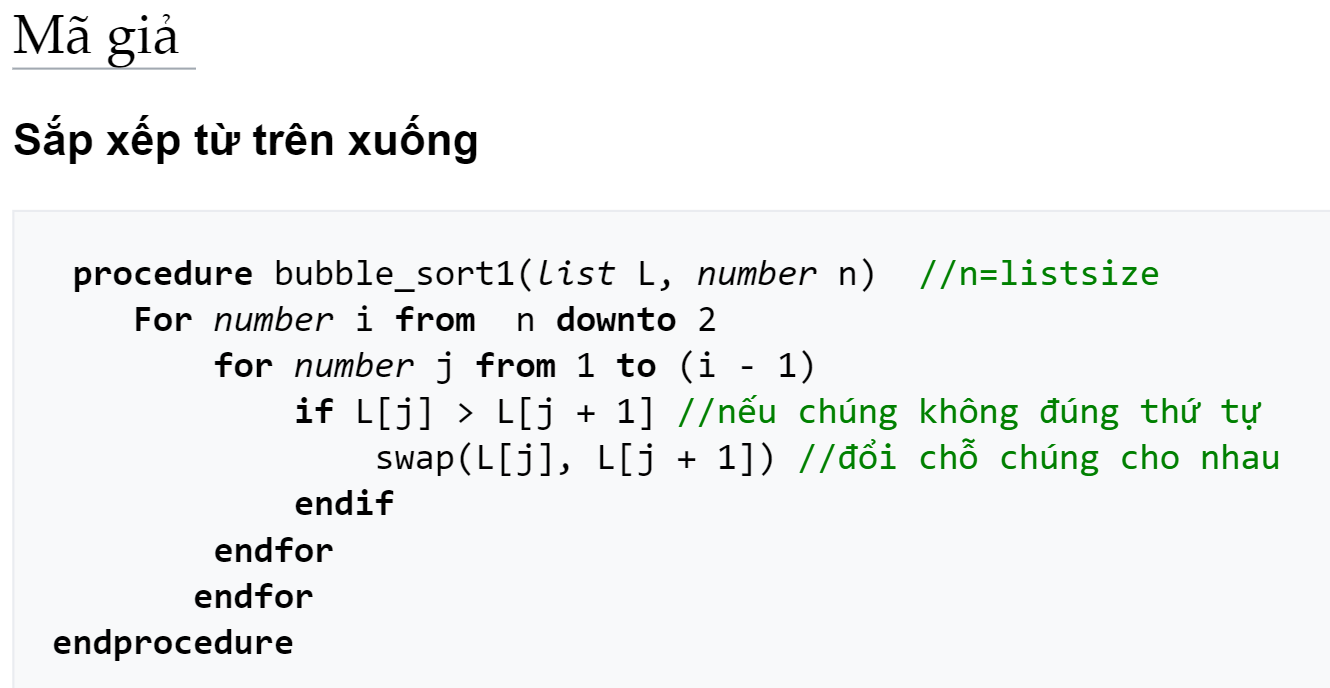 Mã giả
Sắp xếp từ trên xuống
procedure bubble_sort1(list L, number n)  //n=listsize
For number i from  n downto 2
for number j from 1 to (i - 1)
if L[j] > L[j + 1] //nếu chúng không đúng thứ tự
swap(L[j], L[j + 1]) //đổi chỗ chúng cho nhau
endif
endfor
endfor
endprocedure